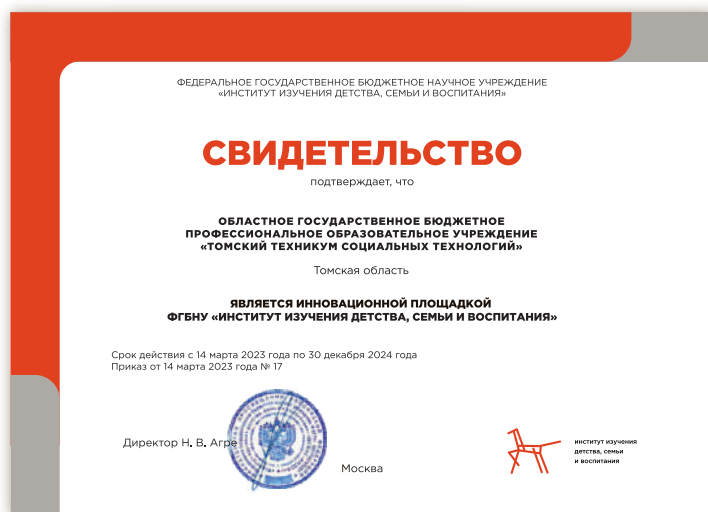 ФЕДЕРАЛЬНОЕ ГОСУДАРСТВЕННОЕ БЮДЖЕТНОЕ НАУЧНОЕ УЧРЕЖДЕНИЕ
«ИНСТИТУТ ИЗУЧЕНИЯ ДЕТСТВА, СЕМЬИ И ВОСПИТАНИЯ»
СВИДЕТЕЛЬСТВО
подтверждает, что
ОБЛАСТНОЕ ГОСУДАРСТВЕННОЕ БЮДЖЕТНОЕ
ПРОФЕССИОНАЛЬНОЕ ОБРАЗОВАТЕЛЬНОЕ УЧРЕЖДЕНИЕ
«ТОМСКИЙ ТЕХНИКУМ СОЦИАЛЬНЫХ ТЕХНОЛОГИЙ»
Томская область
ЯВЛЯЕТСЯ ИННОВАЦИОННОЙ ПЛОЩАДКОЙ
ФГБНУ «ИНСТИТУТ ИЗУЧЕНИЯ ДЕТСТВА, СЕМЬИ И ВОСПИТАНИЯ»
Срок действия с 14 марта 2023 года по 30 декабря 2024 года
Приказ от 14 марта 2023 года № 17
Директор Н. В. Агре
Москва
институт изучения
детства, семьи
и воспитания